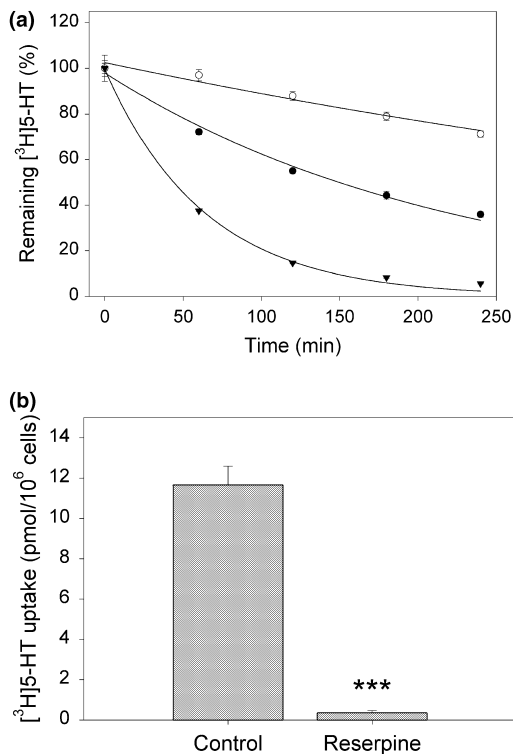 (a)
Remaining [³H]5-HT (%)
120
100
80
60
40
20
0
0 50 100 150 200 250
Time (min)
(b)
[³H]5-HT uptake (pmol/10⁶ cells)
14
12
10
8
6
4
2
0
***
Control Reserpine